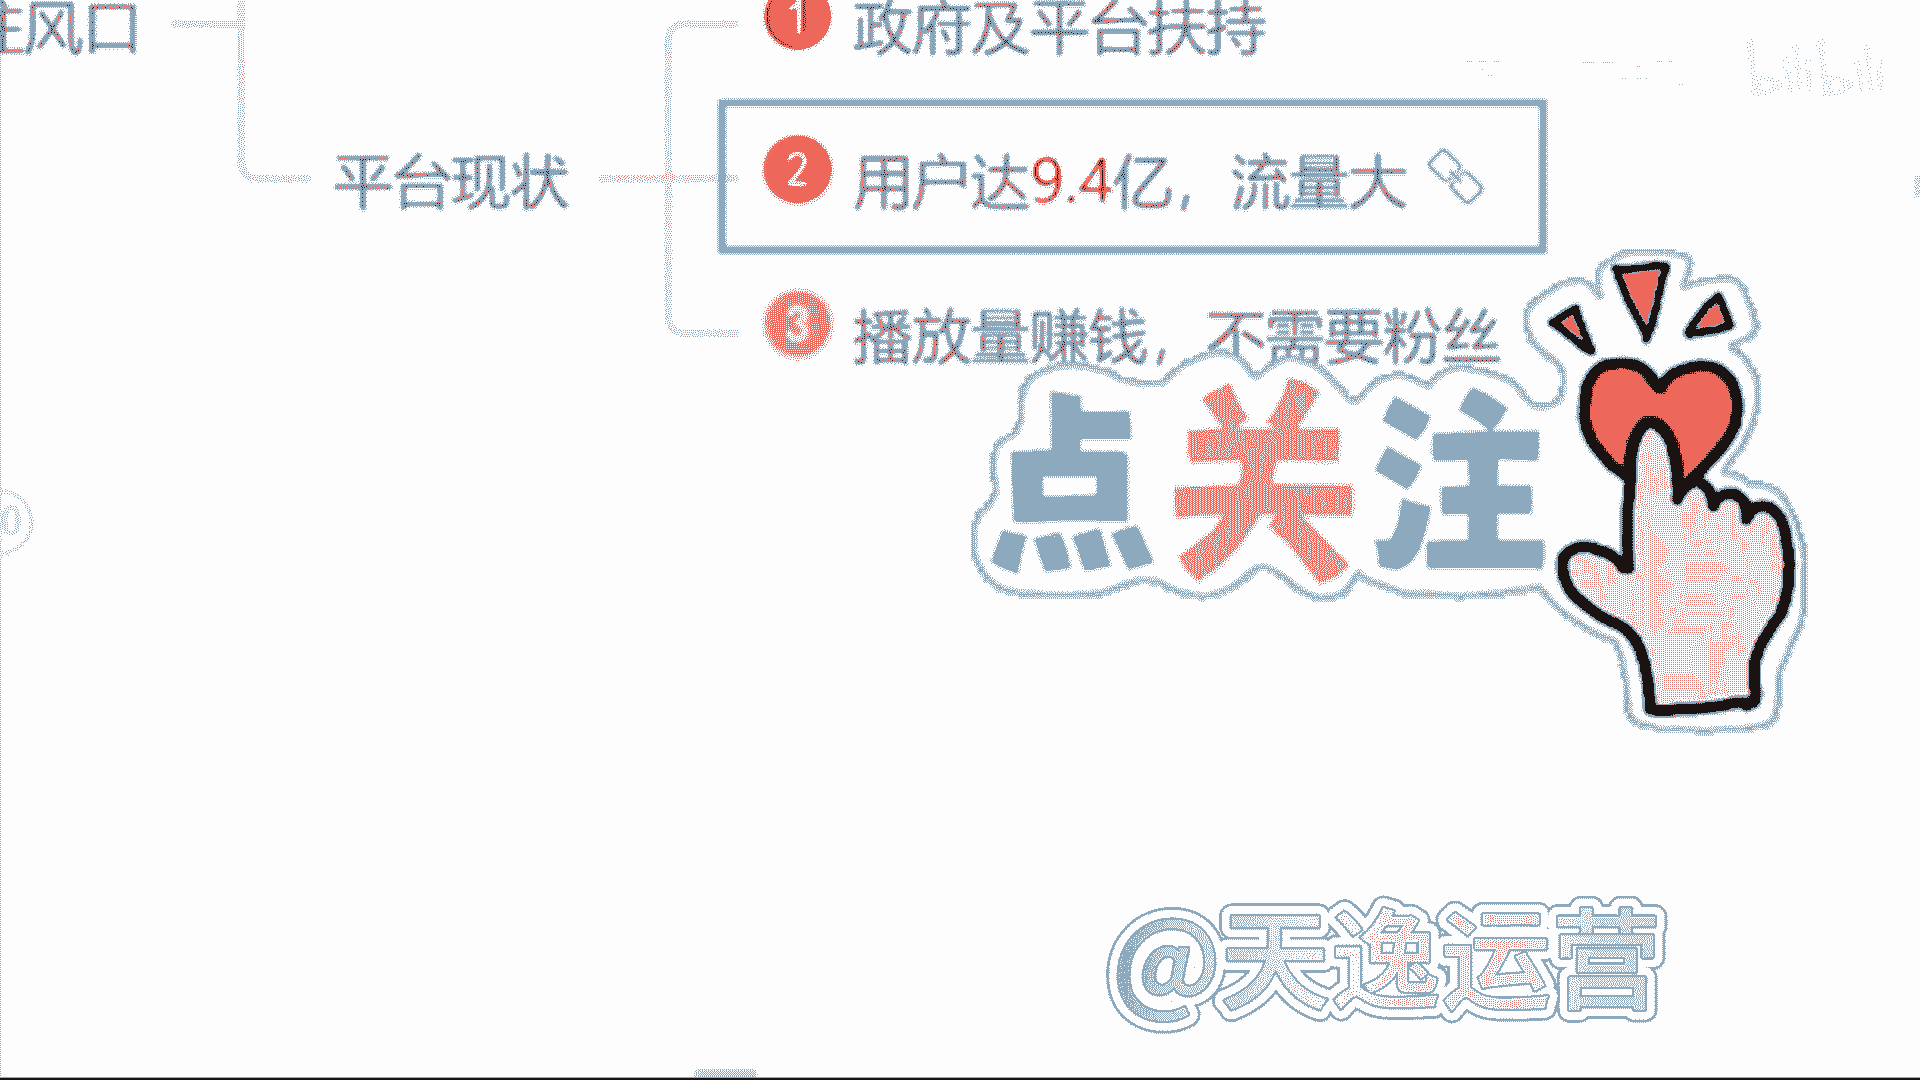 风口
1 政府及平台扶持
bilibili
平台现状
2 用户达9.4亿，流量大
3 播放量赚钱，不需要粉丝
点关注
0
@天逸运营